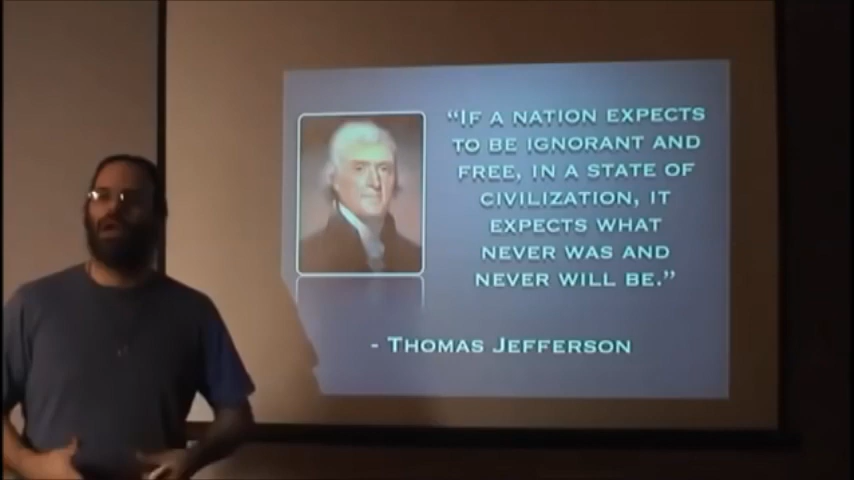 “IF A NATION EXPECTS
TO BE IGNORANT AND
FREE, IN A STATE OF
CIVILIZATION, IT
EXPECTS WHAT
NEVER WAS AND
NEVER WILL BE.”
- THOMAS JEFFERSON